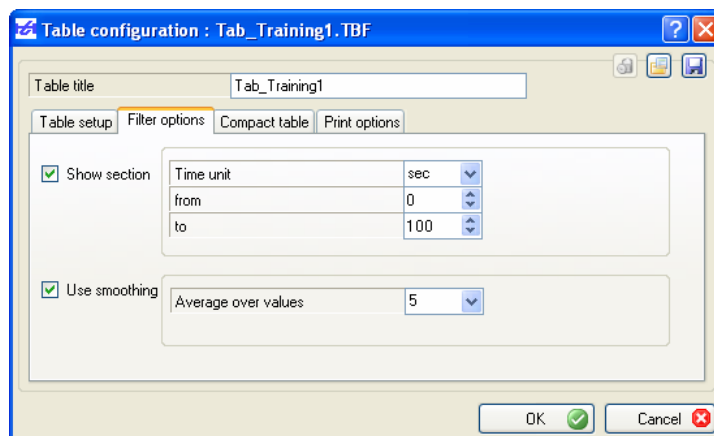 Table configuration : Tab_Training1.TBF
Table title Tab_Training1
Table setup Filter options Compact table Print options
Show section Time unit sec
from 0
to 100
Use smoothing Average over values 5
OK Cancel